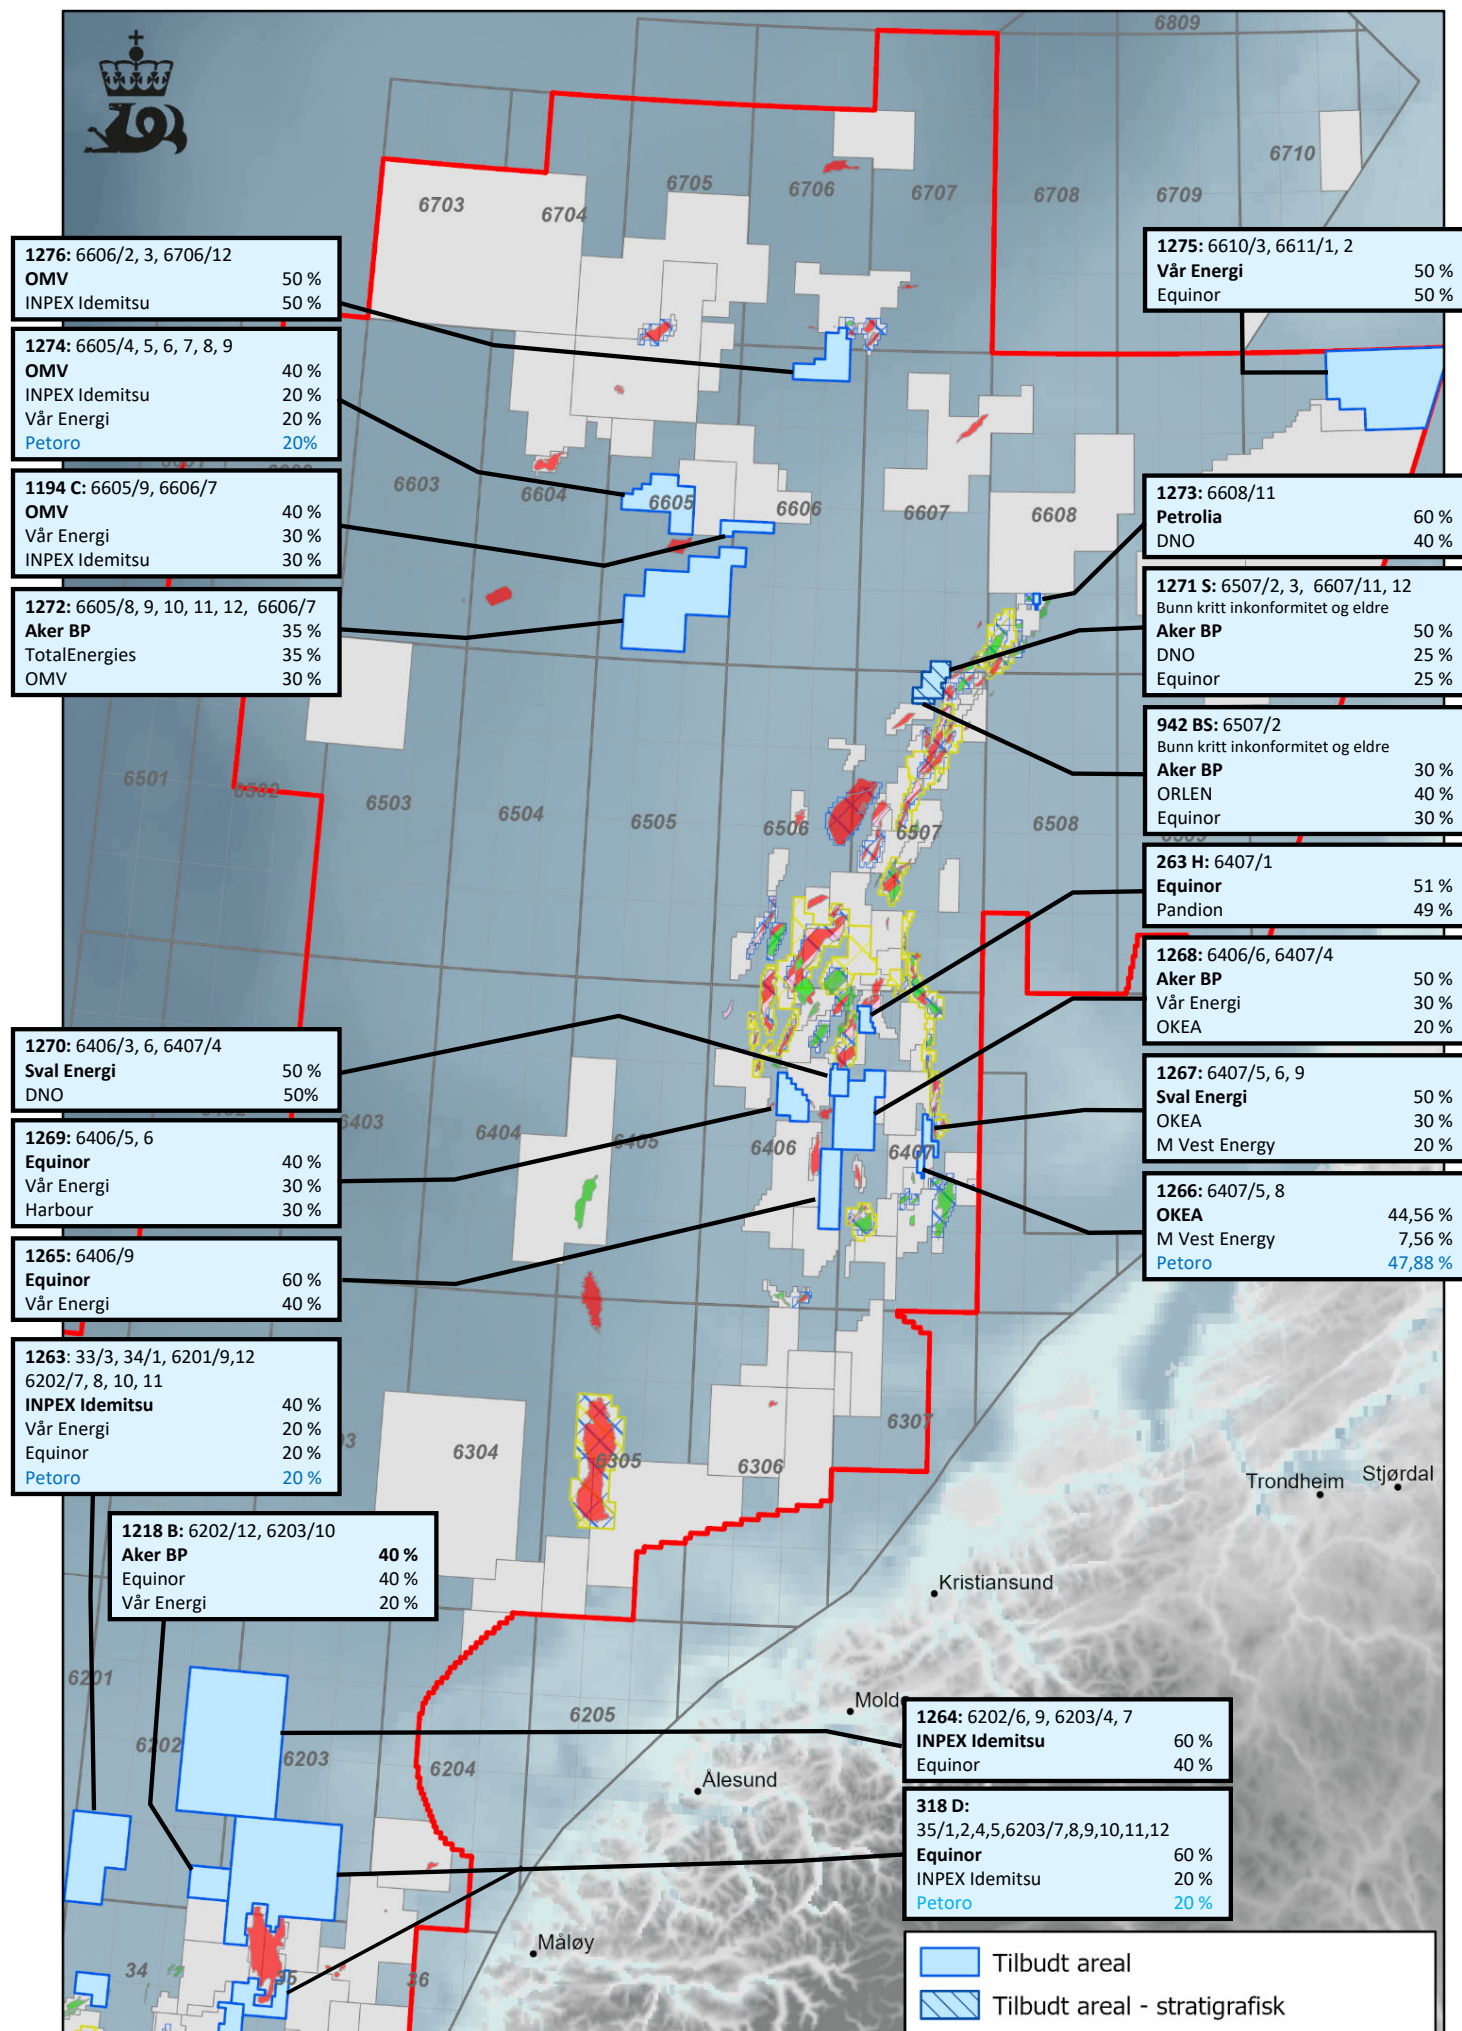 6809
6710
6703
6704
6705
6706
6707
6708
6709
1276: 6606/2, 3, 6706/12
OMV 50 %
INPEX Idemitsu 50 %
1275: 6610/3, 6611/1, 2
Vår Energi 50 %
Equinor 50 %
1274: 6605/4, 5, 6, 7, 8, 9
OMV 40 %
INPEX Idemitsu 20 %
Vår Energi 20 %
Petoro 20%
1194 C: 6605/9, 6606/7
OMV 40 %
Vår Energi 30 %
INPEX Idemitsu 30 %
6603
6604
6605
6606
6607
6608
1273: 6608/11
Petrolia 60 %
DNO 40 %
1272: 6605/8, 9, 10, 11, 12, 6606/7
Aker BP 35 %
TotalEnergies 35 %
OMV 30 %
1271 S: 6507/2, 3, 6607/11, 12
Bunn kritt inkonformitet og eldre
Aker BP 50 %
DNO 25 %
Equinor 25 %
942 BS: 6507/2
Bunn kritt inkonformitet og eldre
Aker BP 30 %
ORLEN 40 %
Equinor 30 %
6501
6502
6503
6504
6505
6506
6507
6508
263 H: 6407/1
Equinor 51 %
Pandion 49 %
1268: 6406/6, 6407/4
Aker BP 50 %
Vår Energi 30 %
OKEA 20 %
1270: 6406/3, 6, 6407/4
Sval Energi 50 %
DNO 50%
1267: 6407/5, 6, 9
Sval Energi 50 %
OKEA 30 %
M Vest Energy 20 %
1269: 6406/5, 6
Equinor 40 %
Vår Energi 30 %
Harbour 30 %
6404
6406
6407
1266: 6407/5, 8
OKEA 44,56 %
M Vest Energy 7,56 %
Petoro 47,88 %
1265: 6406/9
Equinor 60 %
Vår Energi 40 %
1263: 33/3, 34/1, 6201/9,12
6202/7, 8, 10, 11
INPEX Idemitsu 40 %
Vår Energi 20 %
Equinor 20 %
Petoro 20 %
6304
6305
6306
6307
Trondheim
Stjørdal
1218 B: 6202/12, 6203/10
Aker BP 40 %
Equinor 40 %
Vår Energi 20 %
Kristiansund
6201
6202
6203
6204
6205
1264: 6202/6, 9, 6203/4, 7
INPEX Idemitsu 60 %
Equinor 40 %
Ålesund
318 D:
35/1,2,4,5,6203/7,8,9,10,11,12
Equinor 60 %
INPEX Idemitsu 20 %
Petoro 20 %
Måløy
34
35
36
Tilbudt areal
Tilbudt areal - stratigrafisk